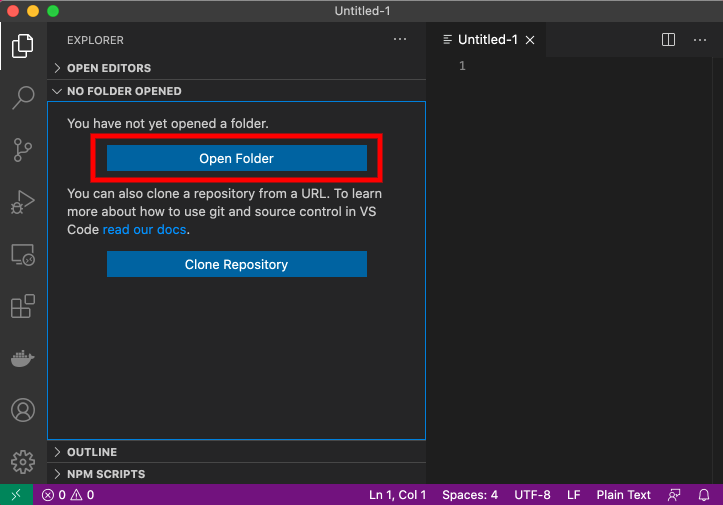 Untitled-1
EXPLORER
Untitled-1
OPEN EDITORS
1
NO FOLDER OPENED
You have not yet opened a folder.
Open Folder
You can also clone a repository from a URL. To learn
more about how to use git and source control in VS
Code read our docs.
Clone Repository
OUTLINE
NPM SCRIPTS
0 0 Ln 1, Col 1 Spaces: 4 UTF-8 LF Plain Text